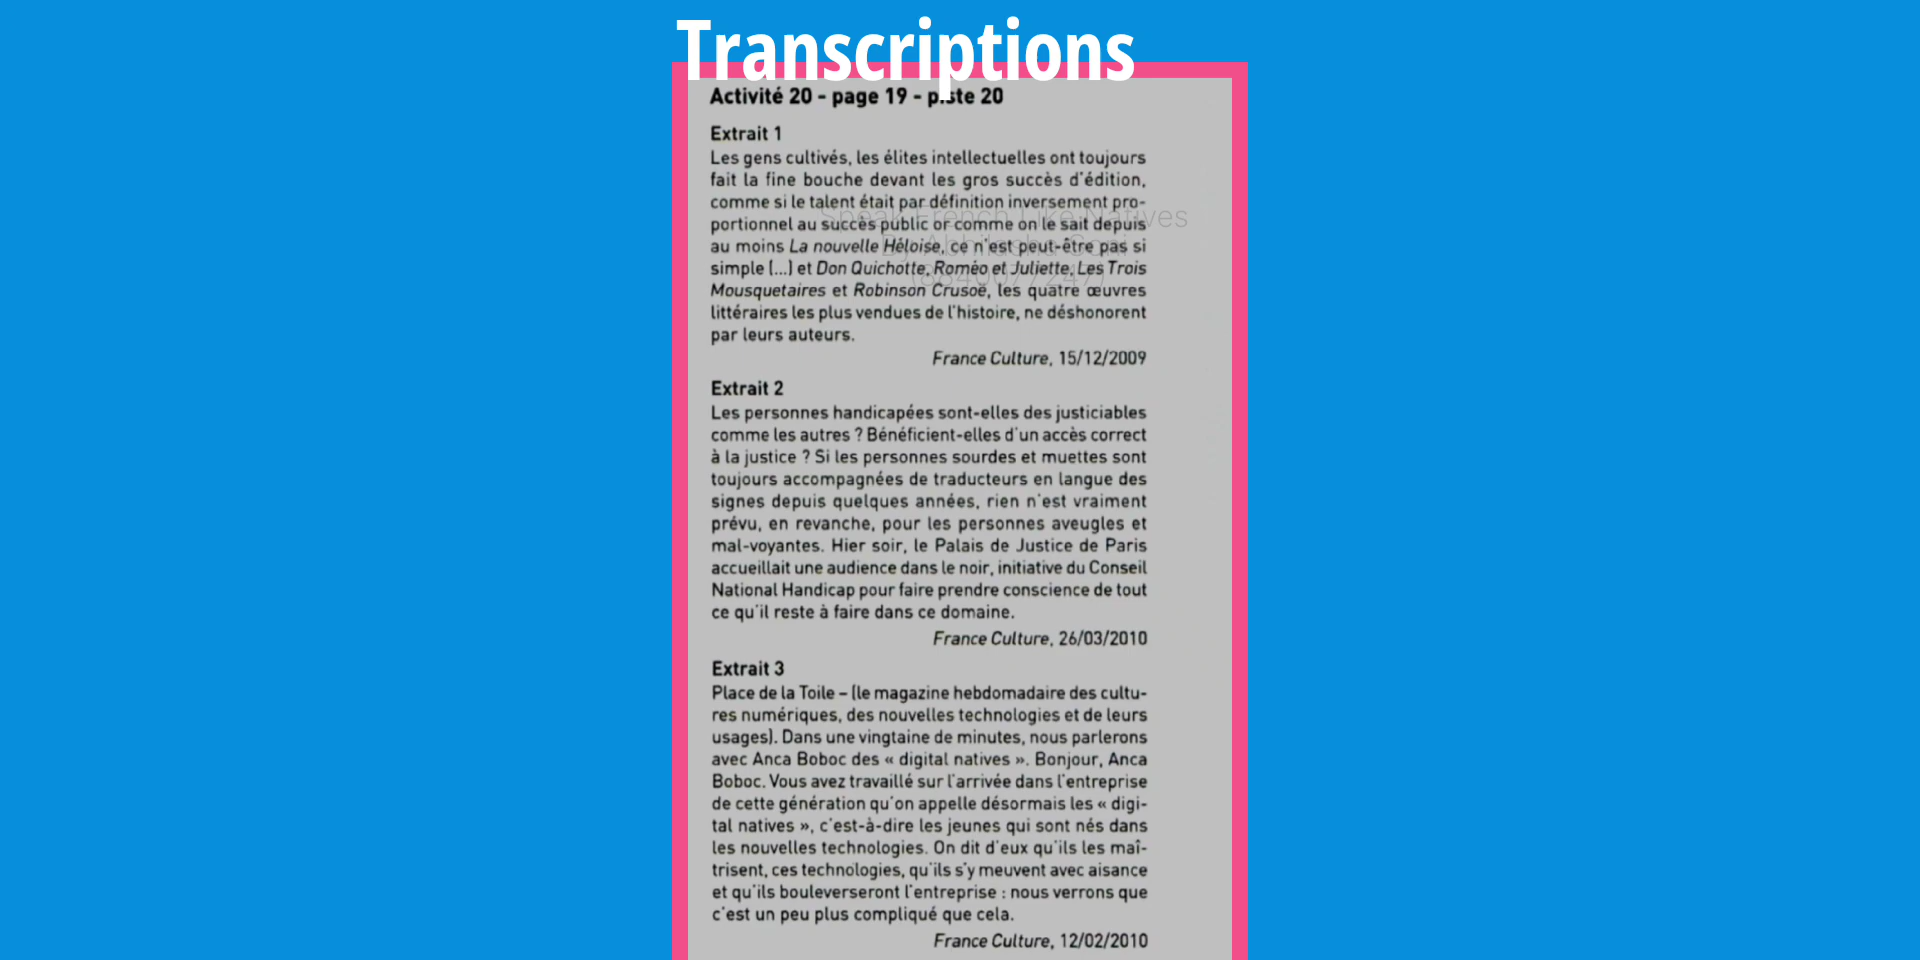 Transcriptions
Activité 20 - page 19 - piste 20
Extrait 1
Les gens cultivés, les élites intellectuelles ont toujours
fait la fine bouche devant les gros succès d'édition,
comme si le talent était par définition inversement pro-
portionnel au succès public or comme on le sait depuis
au moins La nouvelle Héloïse, ce n'est peut-être pas si
simple (...) et Don Quichotte, Roméo et Juliette, Les Trois
Mousquetaires et Robinson Crusoë, les quatre œuvres
littéraires les plus vendues de l'histoire, ne déshonorent
par leurs auteurs.
France Culture, 15/12/2009
Speak French Like Natives
By Abhilasha Soni
Extrait 2
Les personnes handicapées sont-elles des justiciables
comme les autres ? Bénéficient-elles d'un accès correct
à la justice ? Si les personnes sourdes et muettes sont
toujours accompagnées de traducteurs en langue des
signes depuis quelques années, rien n'est vraiment
prévu, en revanche, pour les personnes aveugles et
mal-voyantes. Hier soir, le Palais de Justice de Paris
accueillait une audience dans le noir, initiative du Conseil
National Handicap pour faire prendre conscience de tout
ce qu'il reste à faire dans ce domaine.
France Culture, 26/03/2010
Extrait 3
Place de la Toile – (le magazine hebdomadaire des cultu-
res numériques, des nouvelles technologies et de leurs
usages). Dans une vingtaine de minutes, nous parlerons
avec Anca Boboc des « digital natives ». Bonjour, Anca
Boboc. Vous avez travaillé sur l'arrivée dans l'entreprise
de cette génération qu'on appelle désormais les « digi-
tal natives », c'est-à-dire les jeunes qui sont nés dans
les nouvelles technologies. On dit d'eux qu'ils les maî-
trisent, ces technologies, qu'ils s'y meuvent avec aisance
et qu'ils bouleverseront l'entreprise : nous verrons que
c'est un peu plus compliqué que cela.
France Culture, 12/02/2010